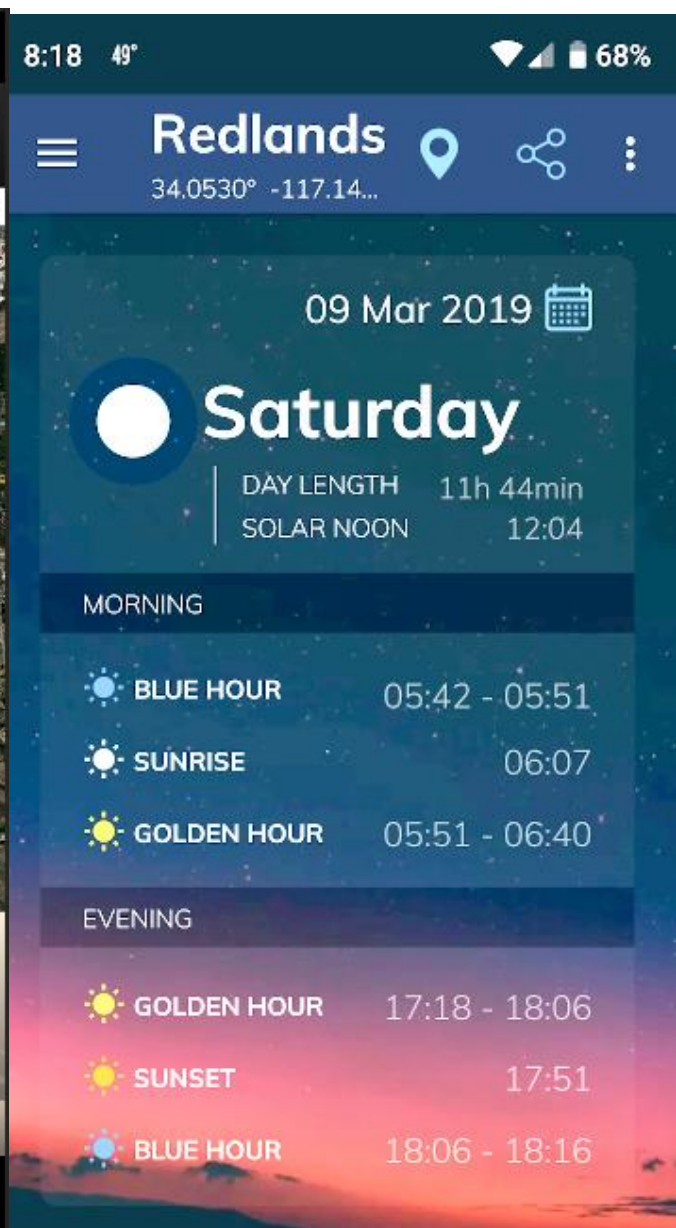 8:18 49° 68%
Redlands
34.0530° -117.14...
09 Mar 2019
Saturday
DAY LENGTH 11h 44min
SOLAR NOON 12:04
MORNING
BLUE HOUR 05:42 - 05:51
SUNRISE 06:07
GOLDEN HOUR 05:51 - 06:40
EVENING
GOLDEN HOUR 17:18 - 18:06
SUNSET 17:51
BLUE HOUR 18:06 - 18:16